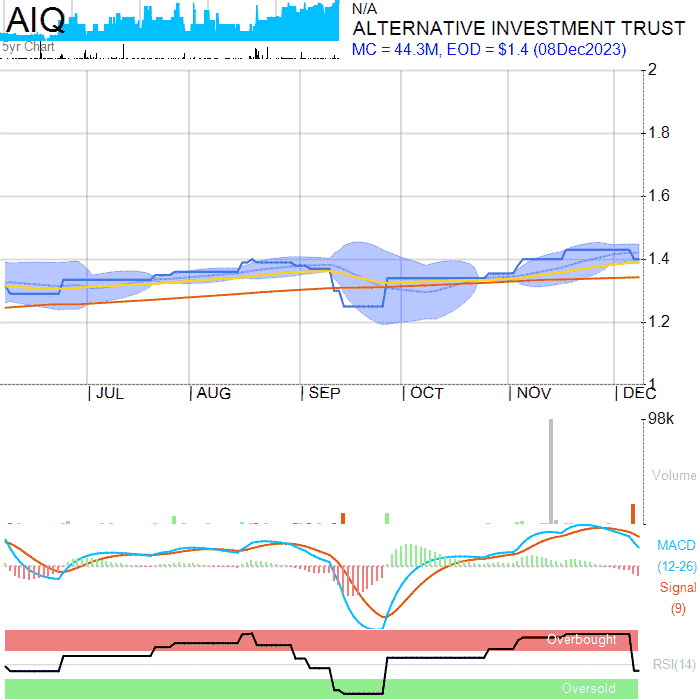 AIQ
5yr Chart
N/A
ALTERNATIVE INVESTMENT TRUST
MC = 44.3M, EOD = $1.4 (08Dec2023)
2
1.8
1.6
1.4
1.2
1
JUL AUG SEP OCT NOV DEC
98k
Volume
MACD
(12-26)
Signal
(9)
Overbought
RSI(14)
Oversold